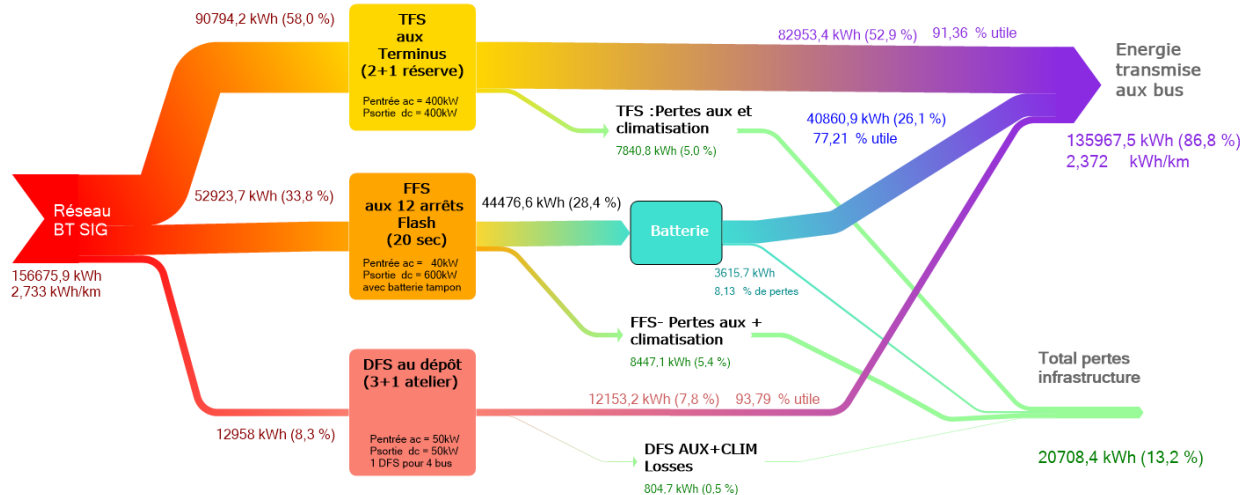 90794,2 kWh (58,0 %)
TFS
aux
Terminus
(2+1 réserve)
Pentrée ac = 400kW
Psortie dc = 400kW
82953,4 kWh (52,9 %) 91,36 % utile
Energie
transmise
aux bus
TFS :Pertes aux et
climatisation
7840,8 kWh (5,0 %)
40860,9 kWh (26,1 %)
77,21 % utile
135967,5 kWh (86,8 %)
2,372 kWh/km
52923,7 kWh (33,8 %)
FFS
aux 12 arrêts
Flash
(20 sec)
Pentrée ac = 40kW
Psortie dc = 600kW
avec batterie tampon
44476,6 kWh (28,4 %)
Batterie
Réseau
BT SIG
156675,9 kWh
2,733 kWh/km
3615,7 kWh
8,13 % de pertes
FFS- Pertes aux +
climatisation
8447,1 kWh (5,4 %)
Total pertes
infrastructure
DFS au dépôt
(3+1 atelier)
Pentrée ac = 50kW
Psortie dc = 50kW
1 DFS pour 4 bus
12153,2 kWh (7,8 %) 93,79 % utile
12958 kWh (8,3 %)
DFS AUX+CLIM
Losses
804,7 kWh (0,5 %)
20708,4 kWh (13,2 %)